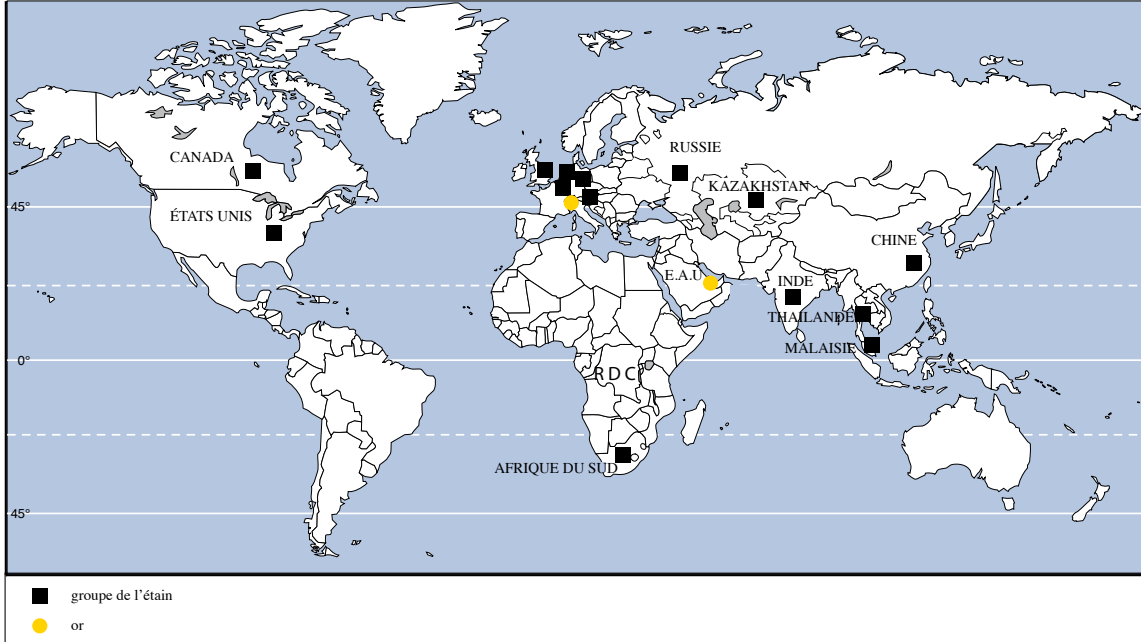 RUSSIE
CANADA
KAZAKHSTAN
45°
ÉTATS UNIS
CHINE
E.A.U
INDE
THAILANDE
MALAISIE
0°
RDC
AFRIQUE DU SUD
45°
groupe de l'étain
or